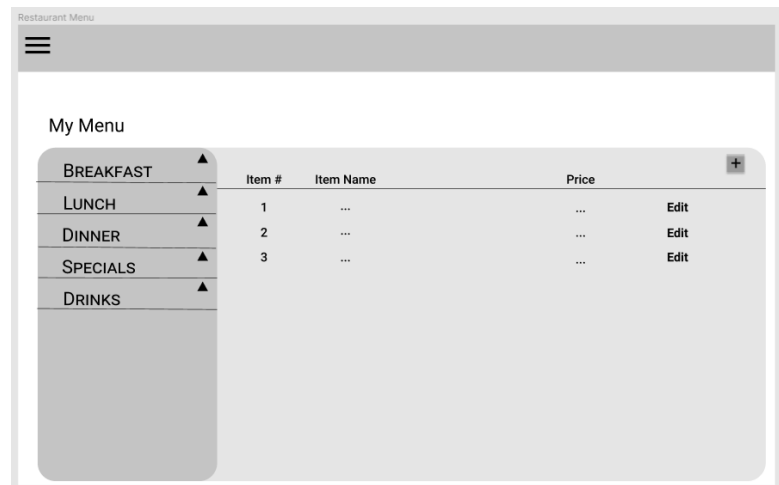 Restaurant Menu
My Menu
BREAKFAST
LUNCH
DINNER
SPECIALS
DRINKS
+
Item # Item Name Price
1 ... ... Edit
2 ... ... Edit
3 ... ... Edit